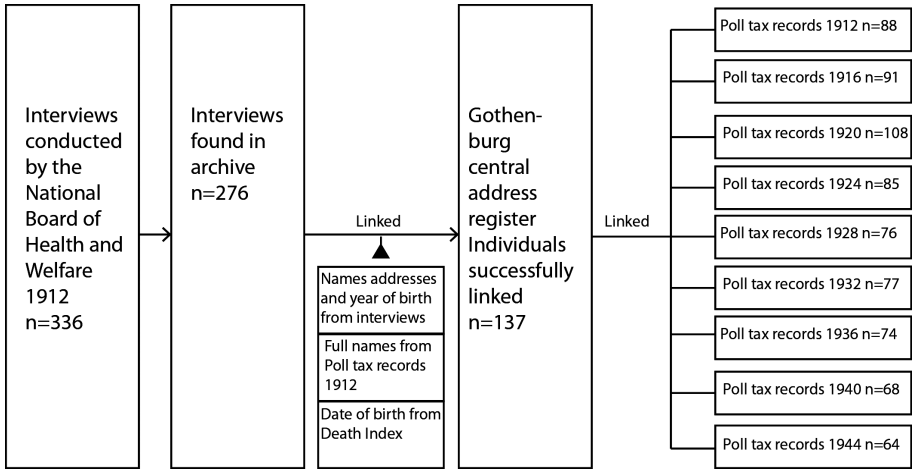 Interviews
conducted
by the
National
Board of
Health and
Welfare
1912
n=336
Interviews
found in
archive
n=276
Linked
Names addresses
and year of birth
from interviews
Full names from
Poll tax records
1912
Date of birth from
Death Index
Gothen-
burg
central
address
register
Individuals
successfully
linked
n=137
Linked
Poll tax records 1912 n=88
Poll tax records 1916 n=91
Poll tax records 1920 n=108
Poll tax records 1924 n=85
Poll tax records 1928 n=76
Poll tax records 1932 n=77
Poll tax records 1936 n=74
Poll tax records 1940 n=68
Poll tax records 1944 n=64